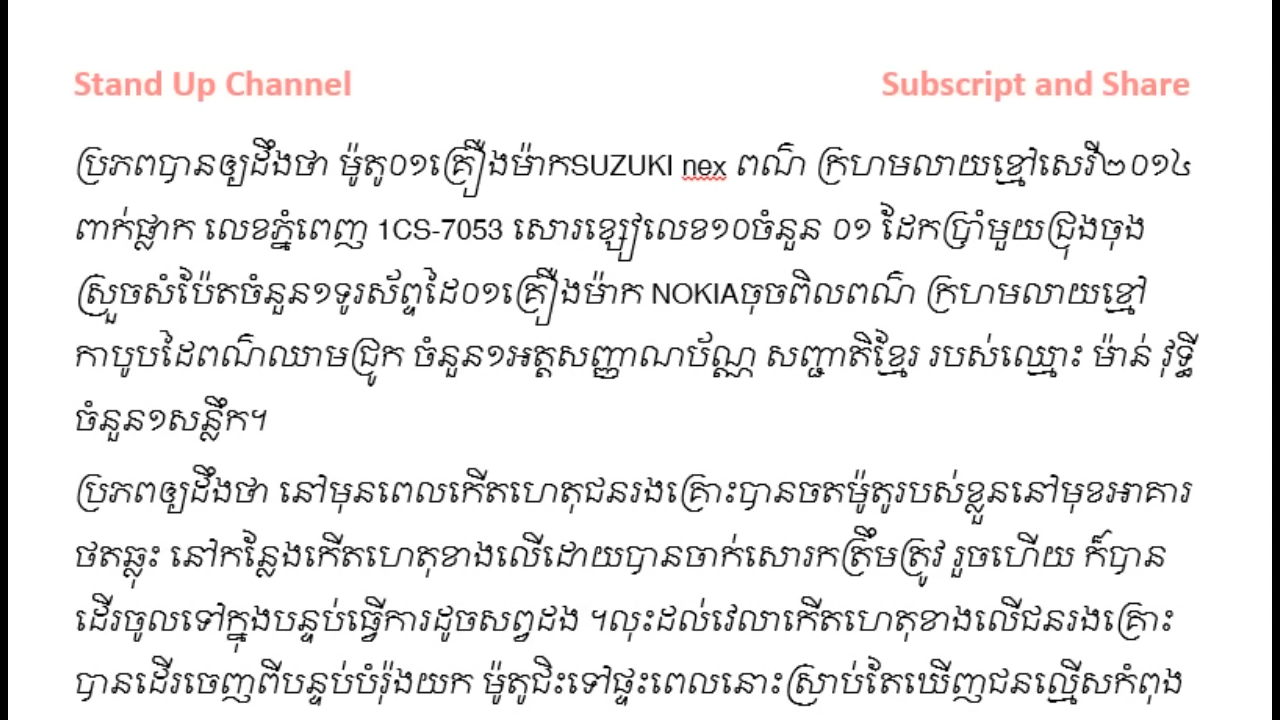 Stand Up Channel Subscript and Share
ប្រភពបានឲ្យដឹងថា ម៉ូតូ០១គ្រឿងម៉ាកSUZUKI nex ពណ៌ ក្រហមលាយខ្មៅសេរី២០១៤
ពាក់ផ្លាក លេខភ្នំពេញ 1CS-7053 សោរខ្សៀវលេខ១០ចំនួន ០១ ដែកប្រាំមួយជ្រុងចុង
ស្រួចសំប៉ែតចំនួន១ទូរស័ព្ទដៃ០១គ្រឿងម៉ាក NOKIAចុចពិលពណ៌ ក្រហមលាយខ្មៅ
កាបូបដៃពណ៌ឈាមជ្រូក ចំនួន១អត្តសញ្ញាណប័ណ្ណ សញ្ជាតិខ្មែរ របស់ឈ្មោះ ម៉ាន់ វុទ្ធី
ចំនួន១សន្លឹក។
ប្រភពឲ្យដឹងថា នៅមុនពេលកើតហេតុជនរងគ្រោះបានចតម៉ូតូរបស់ខ្លួននៅមុខអាគារ
ថតឆ្លុះ នៅកន្លែងកើតហេតុខាងលើដោយបានចាក់សោរកត្រឹមត្រូវ រួចហើយ ក៏បាន
ដើរចូលទៅក្នុងបន្ទប់ធ្វើការដូចសព្វដង ។លុះដល់វេលាកើតហេតុខាងលើជនរងគ្រោះ
បានដើរចេញពីបន្ទប់បំរ៉ុងយក ម៉ូតូជិះទៅផ្ទះពេលនោះស្រាប់តែឃើញជនល្មើសកំពុង